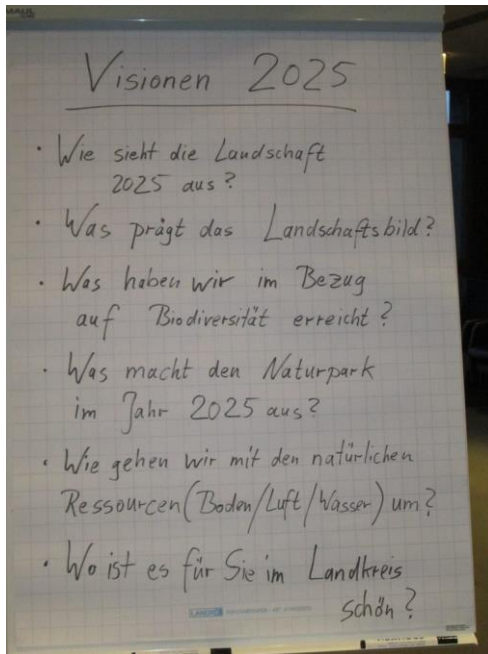 Visionen 2025
• Wie sieht die Landschaft
2025 aus?
• Was prägt das Landschaftsbild?
• Was haben wir im Bezug
auf Biodiversität erreicht?
• Was macht den Naturpark
im Jahr 2025 aus?
• Wie gehen wir mit den natürlichen
Ressourcen (Boden/Luft/Wasser) um?
• Wo ist es für Sie im Landkreis
schön?